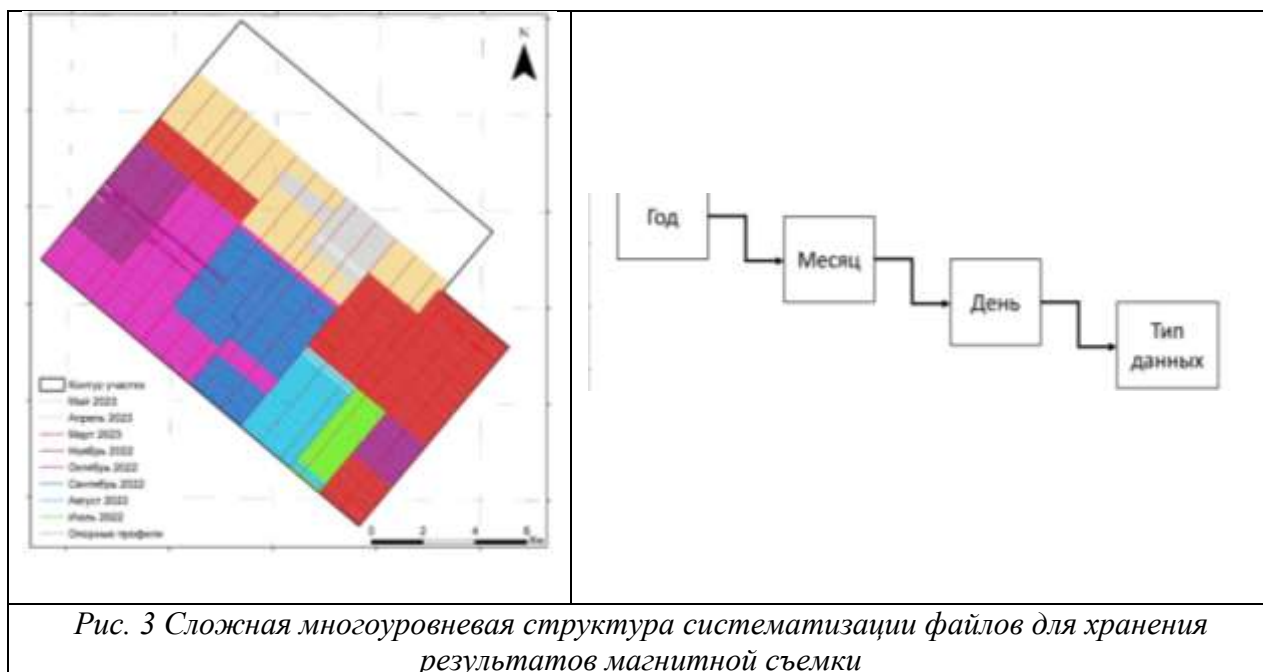 N
Контур участка
Май 2023
Апрель 2023
Март 2023
Ноябрь 2022
Октябрь 2022
Сентябрь 2022
Август 2022
Июль 2022
Опорные профили
0 2 4 6
Год
Месяц
День
Тип
данных
Рис. 3 Сложная многоуровневая структура систематизации файлов для хранения
результатов магнитной съемки